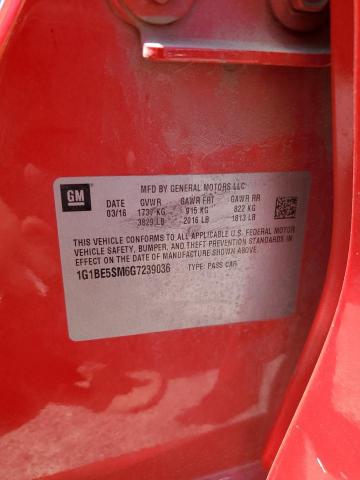 GM
MFD BY GENERAL MOTORS LLC
DATE GVWR GAWR FRT GAWR RR
03/16 1737 KG 915 KG 822 KG
3829 LB 2016 LB 1813 LB
THIS VEHICLE CONFORMS TO ALL APPLICABLE U.S. FEDERAL MOTOR
VEHICLE SAFETY, BUMPER, AND THEFT PREVENTION STANDARDS
IN EFFECT ON THE DATE OF MANUFACTURE SHOWN ABOVE.
1G1BE5SM6G7239036 TYPE: PASS CAR